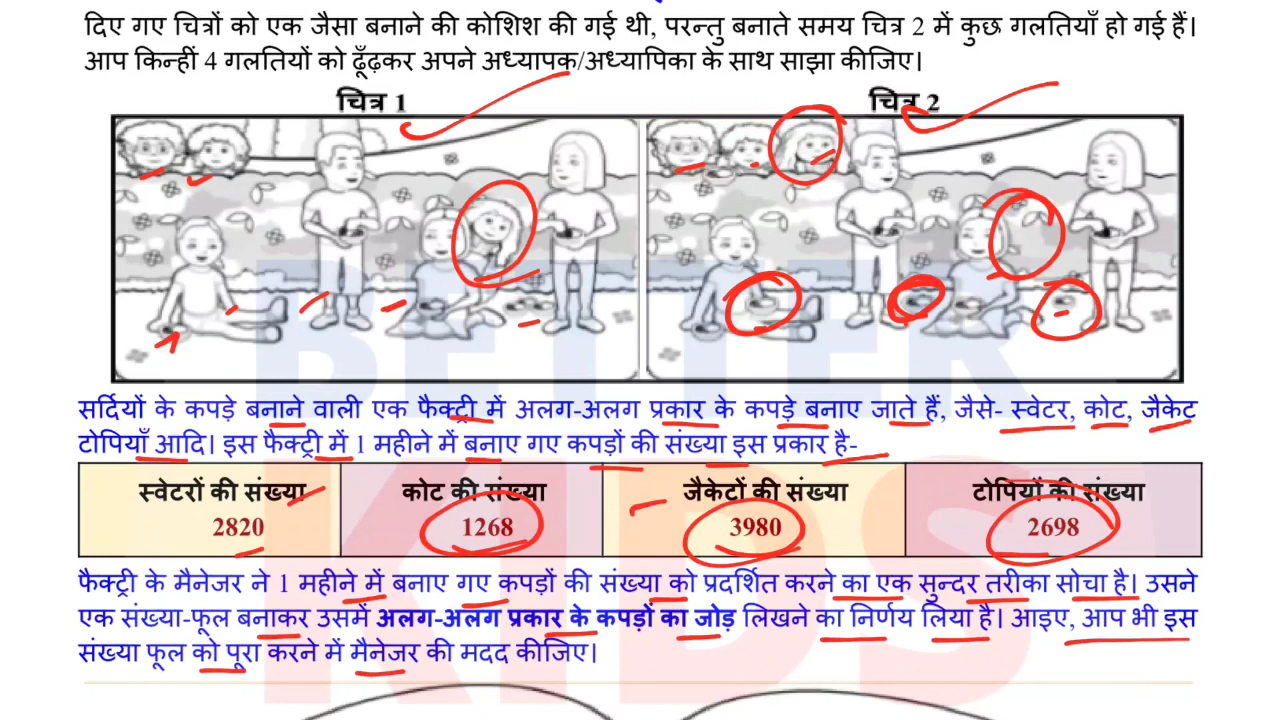 दिए गए चित्रों को एक जैसा बनाने की कोशिश की गई थी, परन्तु बनाते समय चित्र 2 में कुछ गलतियाँ हो गई हैं।
आप किन्हीं 4 गलतियों को ढूँढ़कर अपने अध्यापक/अध्यापिका के साथ साझा कीजिए।
चित्र 1 चित्र 2
सर्दियों के कपड़े बनाने वाली एक फैक्ट्री में अलग-अलग प्रकार के कपड़े बनाए जाते हैं, जैसे- स्वेटर, कोट, जैकेट
टोपियाँ आदि। इस फैक्ट्री में 1 महीने में बनाए गए कपड़ों की संख्या इस प्रकार है-
स्वेटरों की संख्या कोट की संख्या जैकेटों की संख्या टोपियों की संख्या
2820 1268 3980 2698
फैक्ट्री के मैनेजर ने 1 महीने में बनाए गए कपड़ों की संख्या को प्रदर्शित करने का एक सुन्दर तरीका सोचा है। उसने
एक संख्या-फूल बनाकर उसमें अलग-अलग प्रकार के कपड़ों का जोड़ लिखने का निर्णय लिया है। आइए, आप भी इस
संख्या फूल को पूरा करने में मैनेजर की मदद कीजिए।
BETTER
KIDS